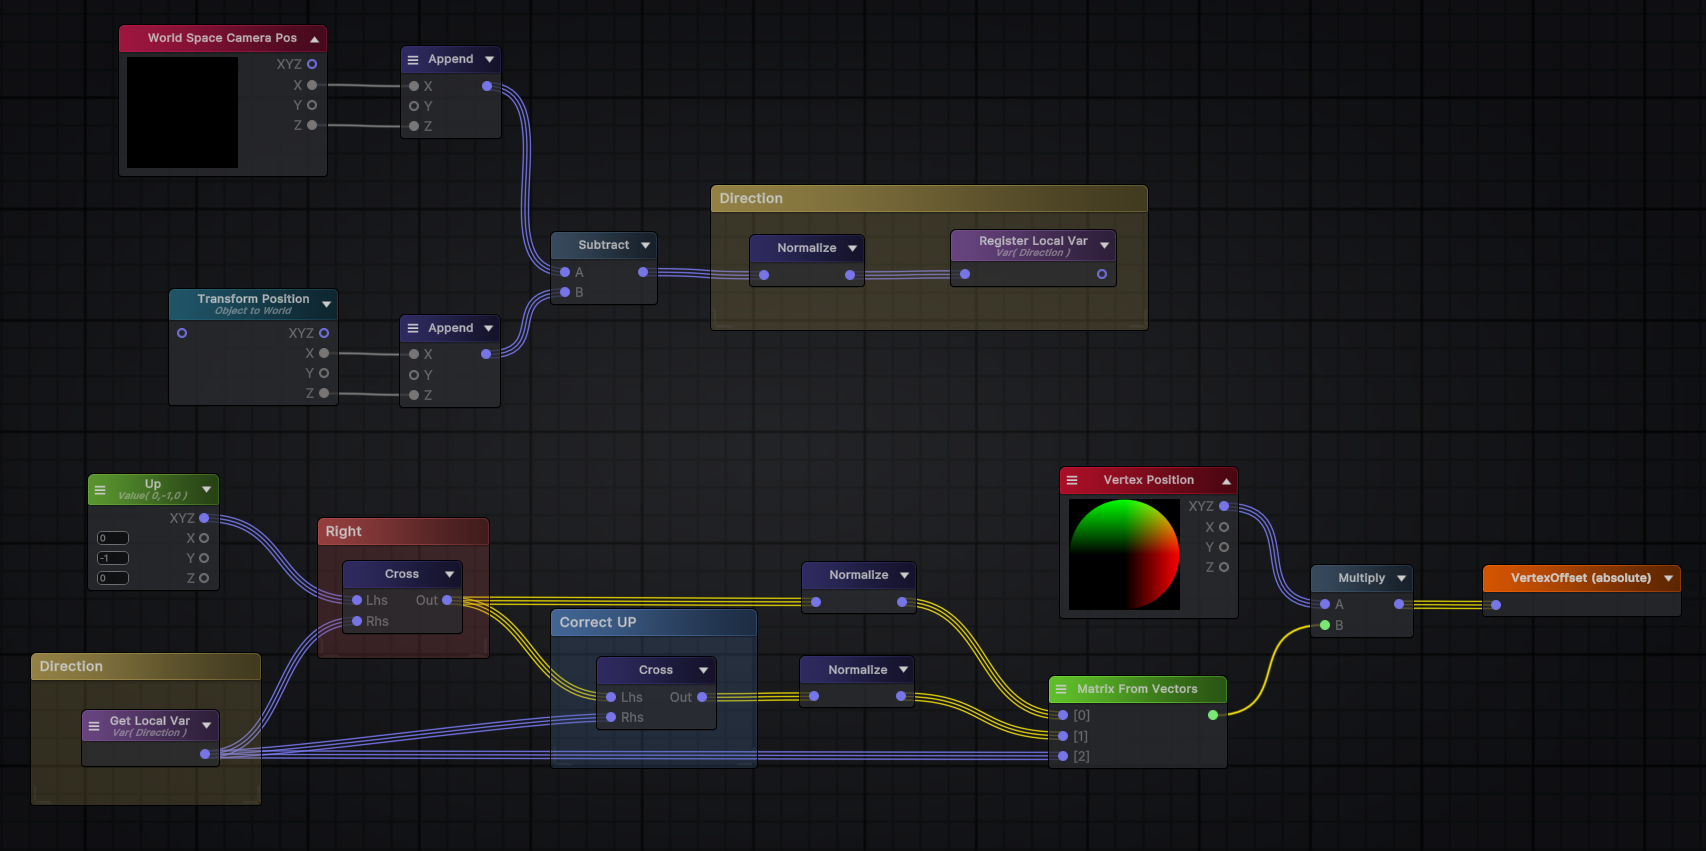 World Space Camera Pos
XYZ
X
Y
Z
Append
X
Y
Z
Direction
Normalize
Register Local Var
Var( Direction )
Subtract
A
B
Transform Position
Object to World
XYZ
X
Y
Z
Append
X
Y
Z
Up
Value( 0,-1,0 )
XYZ
0 X
-1 Y
0 Z
Right
Cross
Lhs Out
Rhs
Direction
Get Local Var
Var( Direction )
Correct UP
Cross
Lhs Out
Rhs
Normalize
Normalize
Vertex Position
XYZ
X
Y
Z
Matrix From Vectors
[0]
[1]
[2]
Multiply
A
B
VertexOffset (absolute)